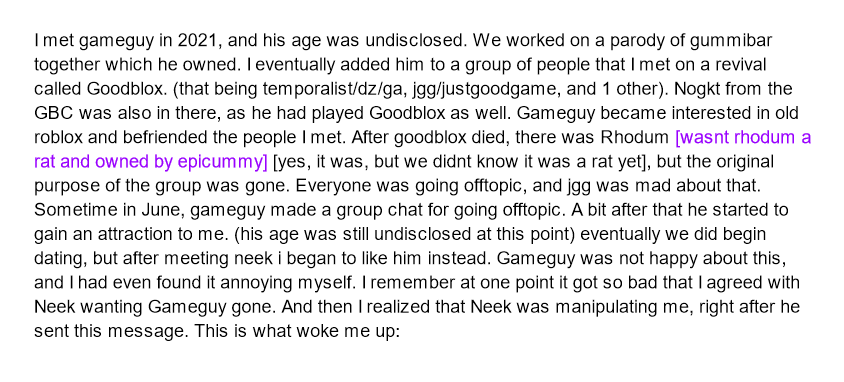 I met gameguy in 2021, and his age was undisclosed. We worked on a parody of gummibar
together which he owned. I eventually added him to a group of people that I met on a revival
called Goodblox. (that being temporalist/dz/ga, jgg/justgoodgame, and 1 other). Nogkt from the
GBC was also in there, as he had played Goodblox as well. Gameguy became interested in old
roblox and befriended the people I met. After goodblox died, there was Rhodum [wasnt rhodum a
rat and owned by epicummy] [yes, it was, but we didnt know it was a rat yet], but the original
purpose of the group was gone. Everyone was going offtopic, and jgg was mad about that.
Sometime in June, gameguy made a group chat for going offtopic. A bit after that he started to
gain an attraction to me. (his age was still undisclosed at this point) eventually we did begin
dating, but after meeting neek i began to like him instead. Gameguy was not happy about this,
and I had even found it annoying myself. I remember at one point it got so bad that I agreed with
Neek wanting Gameguy gone. And then I realized that Neek was manipulating me, right after he
sent this message. This is what woke me up: